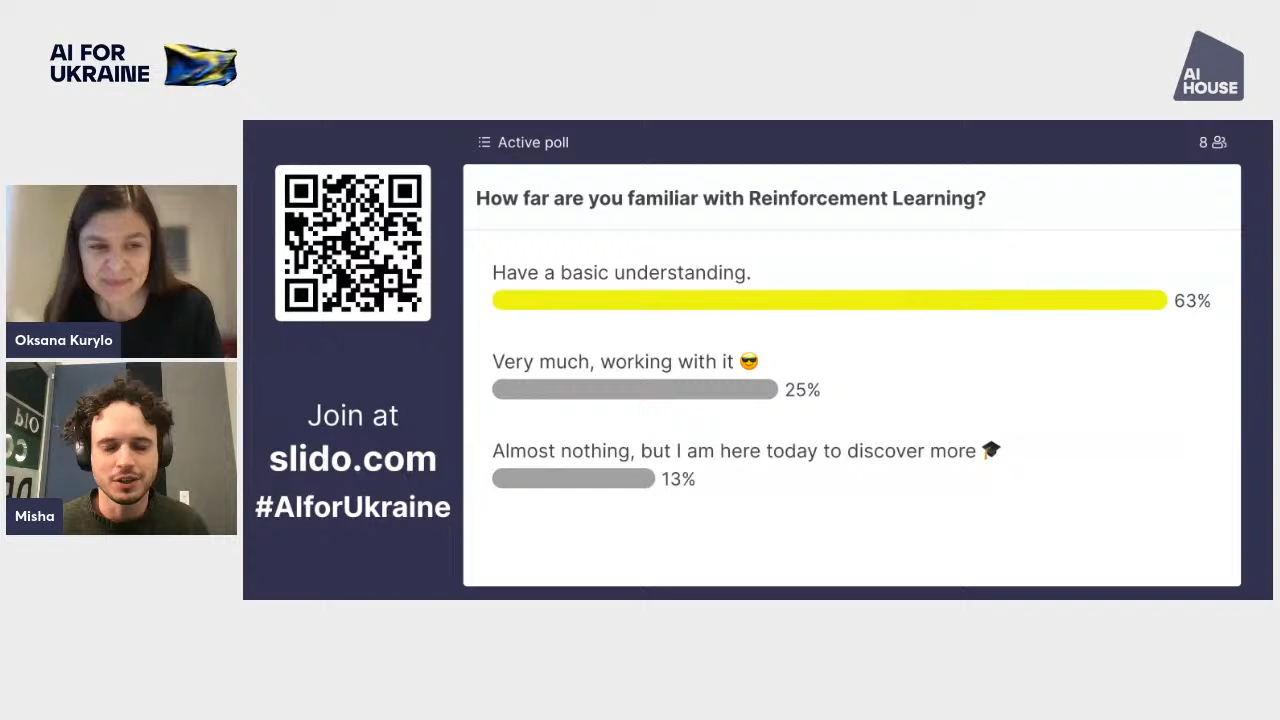 AI FOR
UKRAINE
AI
HOUSE
Active poll
8
How far are you familiar with Reinforcement Learning?
Have a basic understanding.
63%
Very much, working with it 😎
25%
Almost nothing, but I am here today to discover more 🎓
13%
Join at
slido.com
#AIforUkraine
Oksana Kurylo
Old
Misha